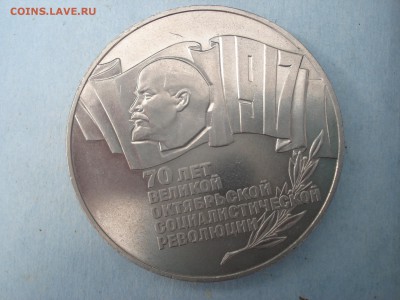 COINS.LAVE.RU
1917
70 ЛЕТ
ВЕЛИКОЙ
ОКТЯБРЬСКОЙ
СОЦИАЛИСТИЧЕСКОЙ
РЕВОЛЮЦИИ